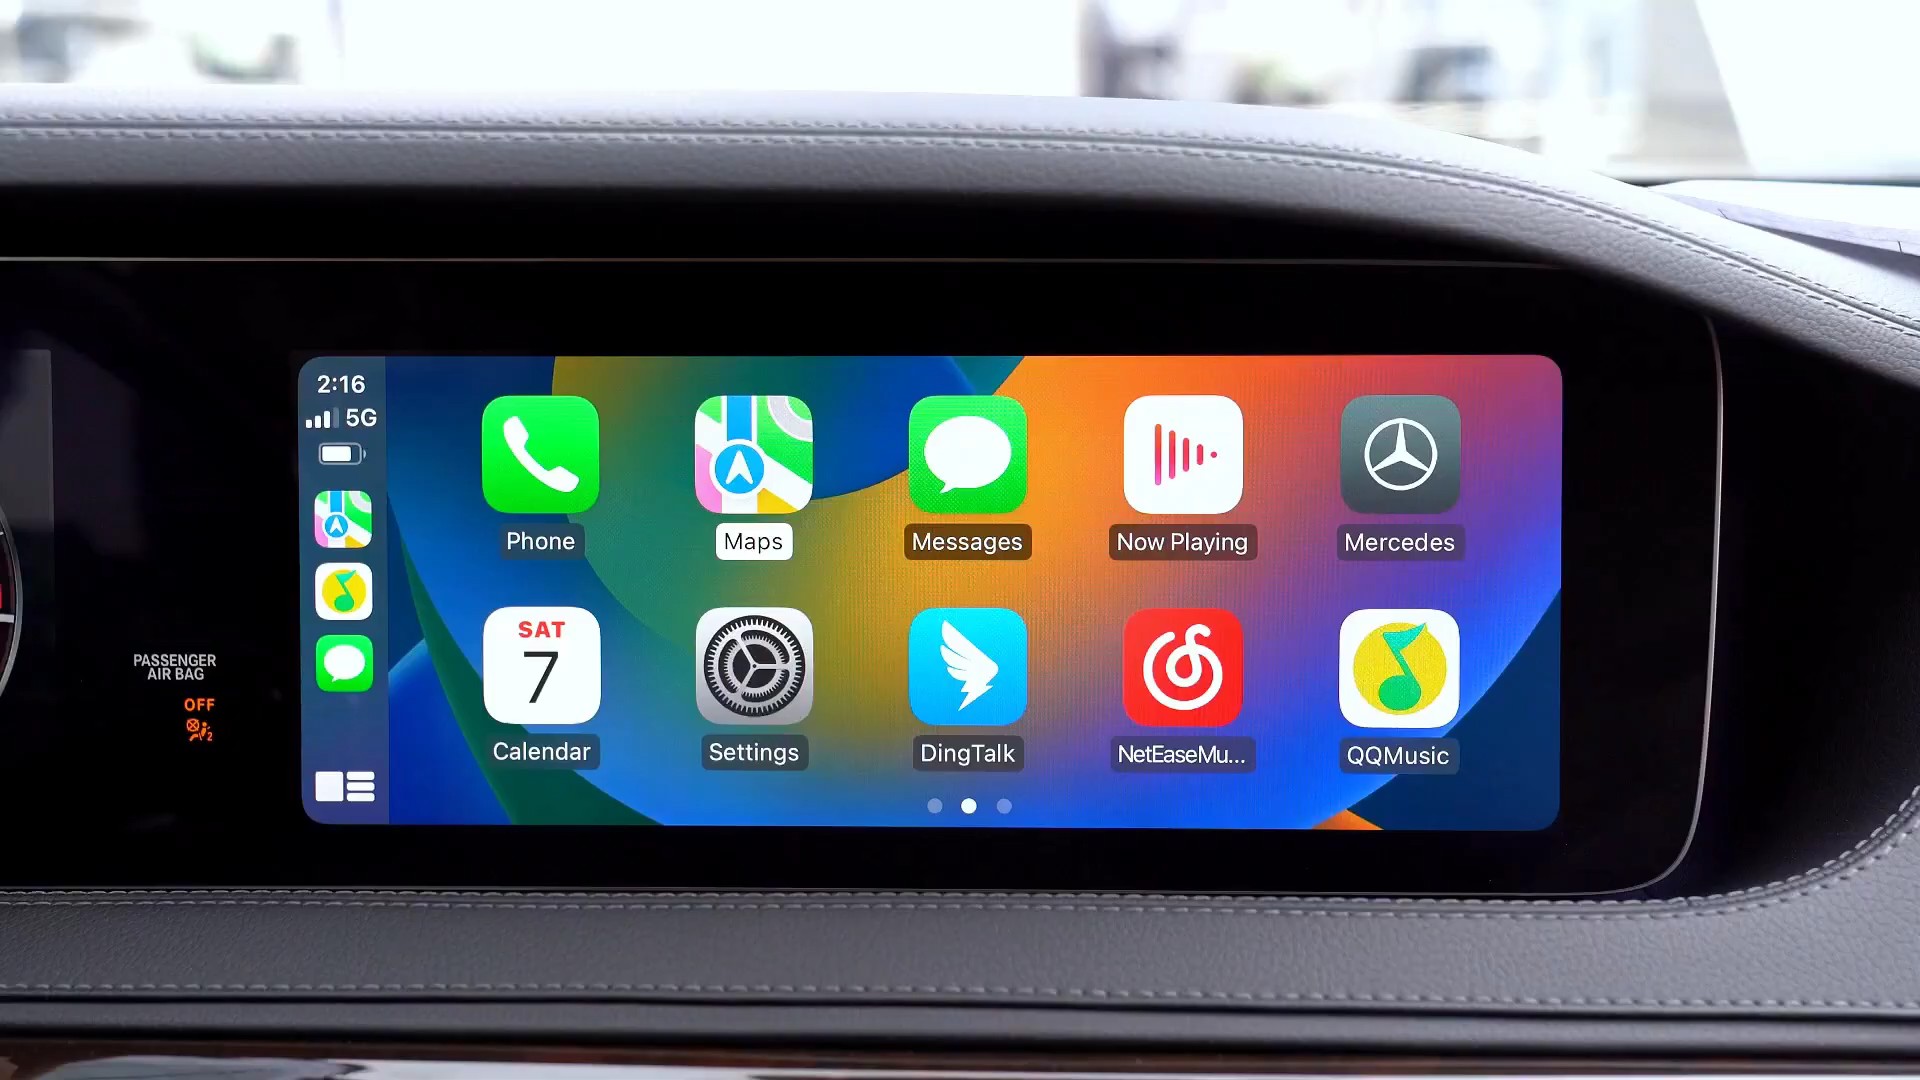 2:16
5G
Phone
Maps
Messages
Now Playing
Mercedes
SAT
7
Calendar
Settings
DingTalk
NetEaseMu...
QQMusic
PASSENGER
AIR BAG
OFF
2